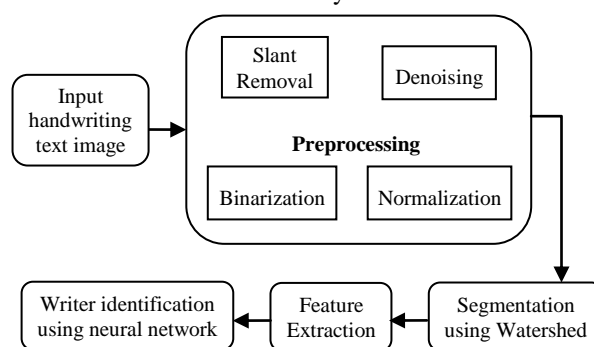 Input
handwriting
text image
Slant
Removal
Denoising
Preprocessing
Binarization
Normalization
Segmentation
using Watershed
Feature
Extraction
Writer identification
using neural network